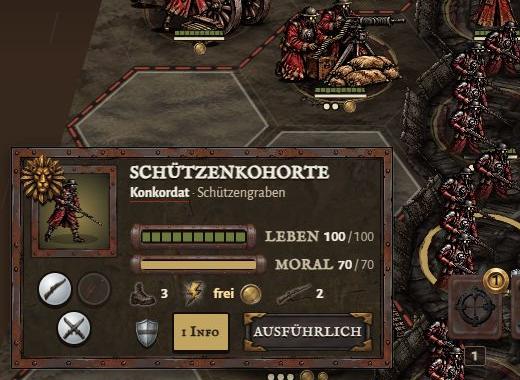 SCHÜTZENKOHORTE
Konkordat · Schützengraben
LEBEN 100/100
MORAL 70/70
3 frei 2
1 INFO AUSFÜHRLICH
1
1